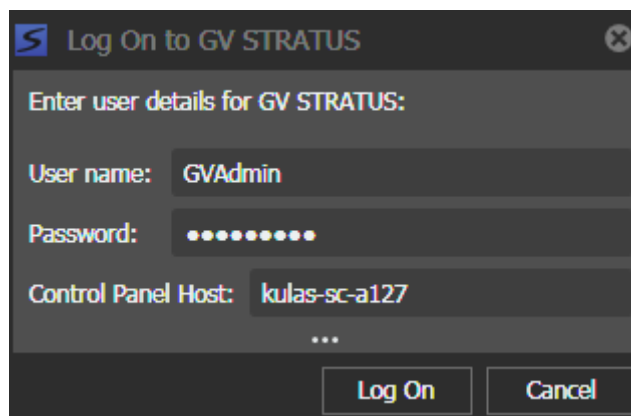 Log On to GV STRATUS
Enter user details for GV STRATUS:
User name: GVAdmin
Password: ●●●●●●●●●
Control Panel Host: kulas-sc-a127
...
Log On Cancel